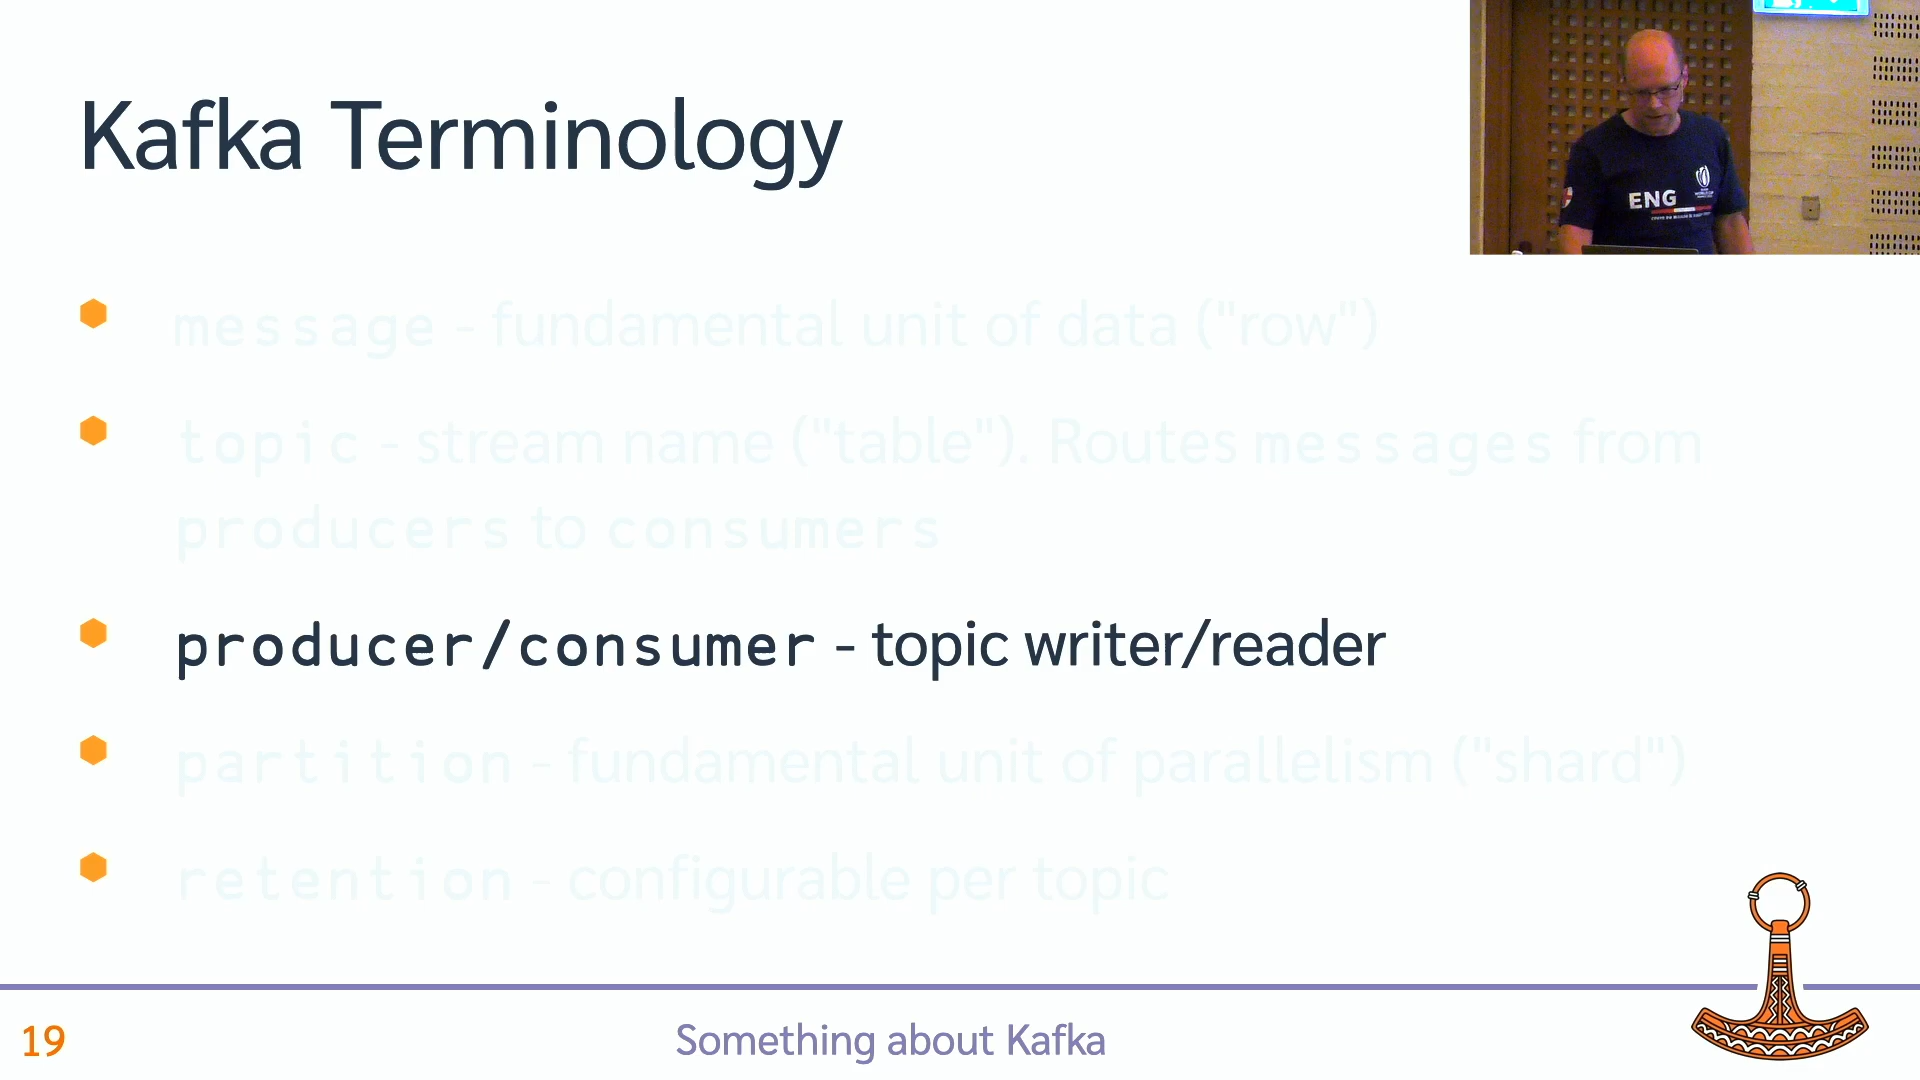 Kafka Terminology
message - fundamental unit of data ("row")
topic - stream name ("table"). Routes messages from
producers to consumers
producer/consumer - topic writer/reader
partition - fundamental unit of parallelism ("shard")
retention - configurable per topic
19
Something about Kafka
ENG